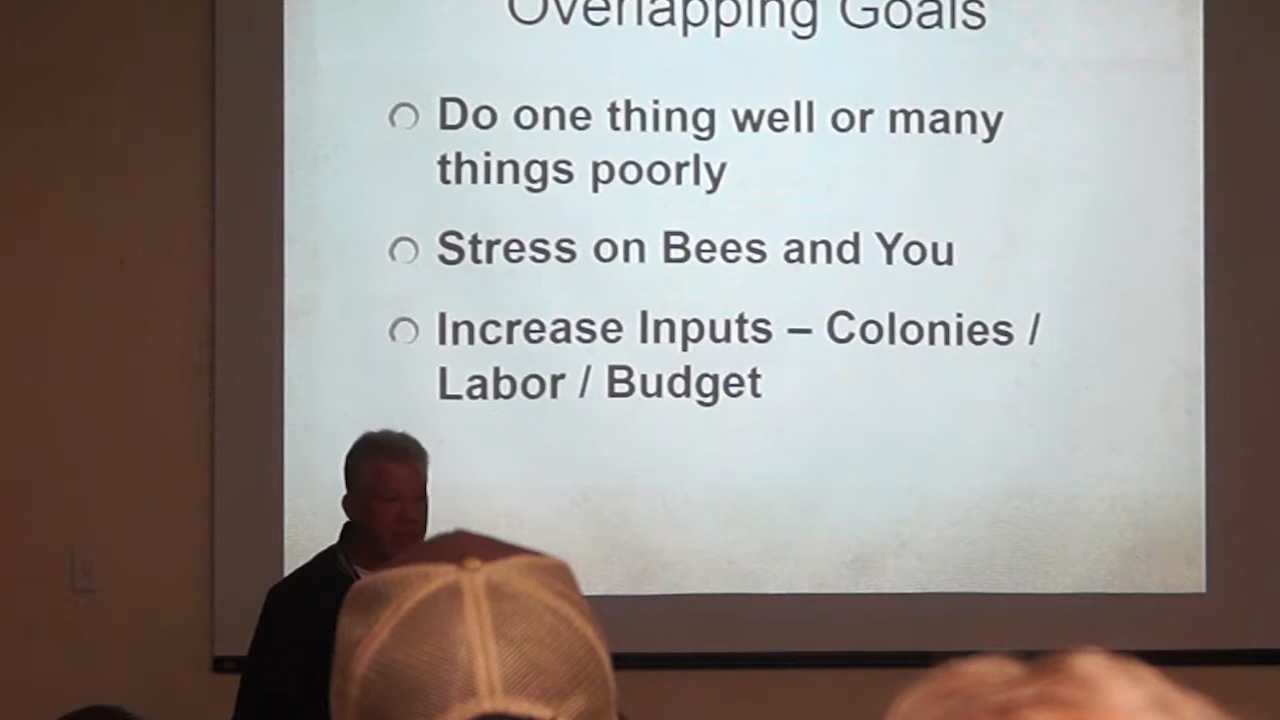 Overlapping Goals
Do one thing well or many
things poorly
Stress on Bees and You
Increase Inputs – Colonies /
Labor / Budget